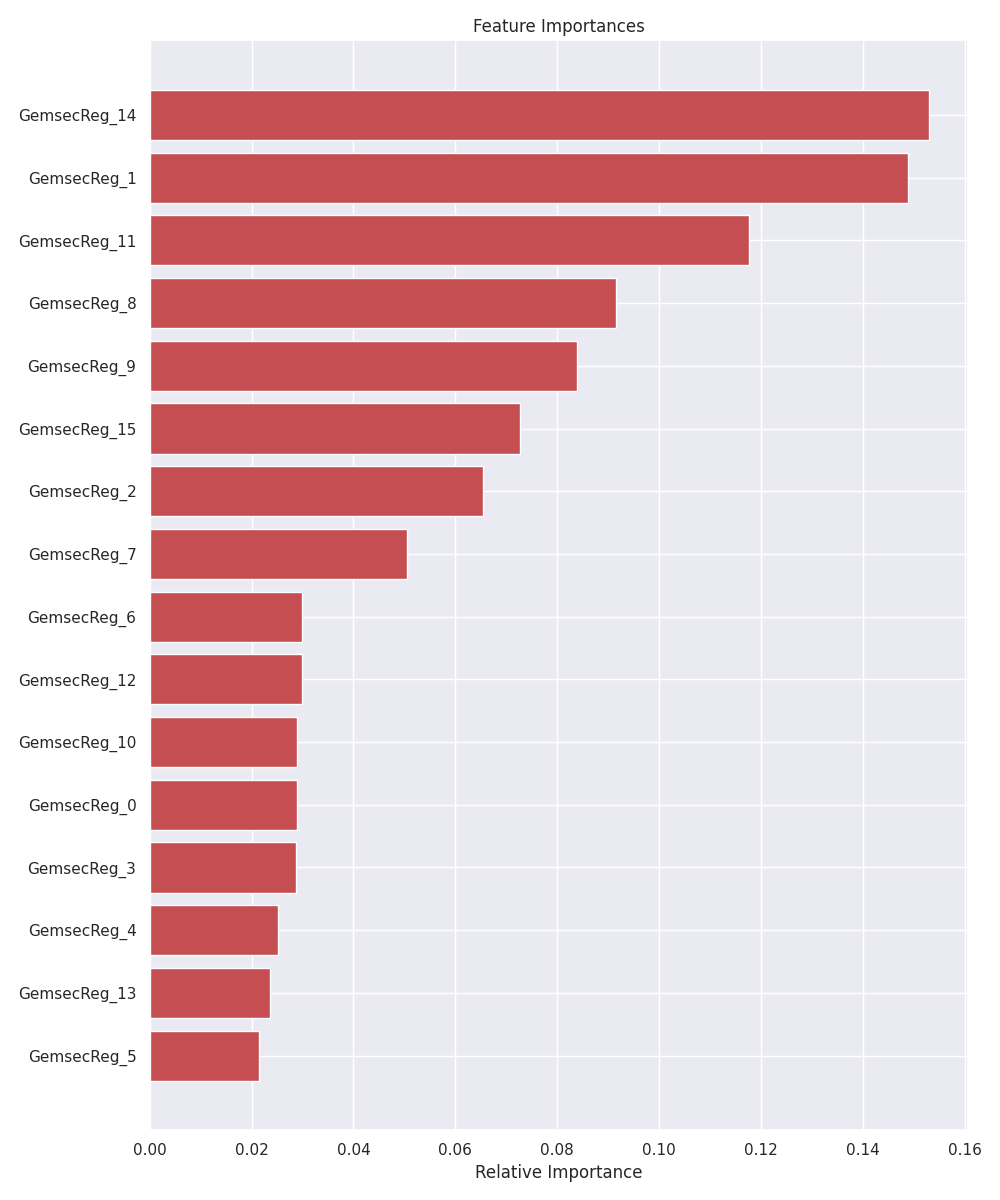 Feature Importances
GemsecReg_14
GemsecReg_1
GemsecReg_11
GemsecReg_8
GemsecReg_9
GemsecReg_15
GemsecReg_2
GemsecReg_7
GemsecReg_6
GemsecReg_12
GemsecReg_10
GemsecReg_0
GemsecReg_3
GemsecReg_4
GemsecReg_13
GemsecReg_5
0.00 0.02 0.04 0.06 0.08 0.10 0.12 0.14 0.16
Relative Importance